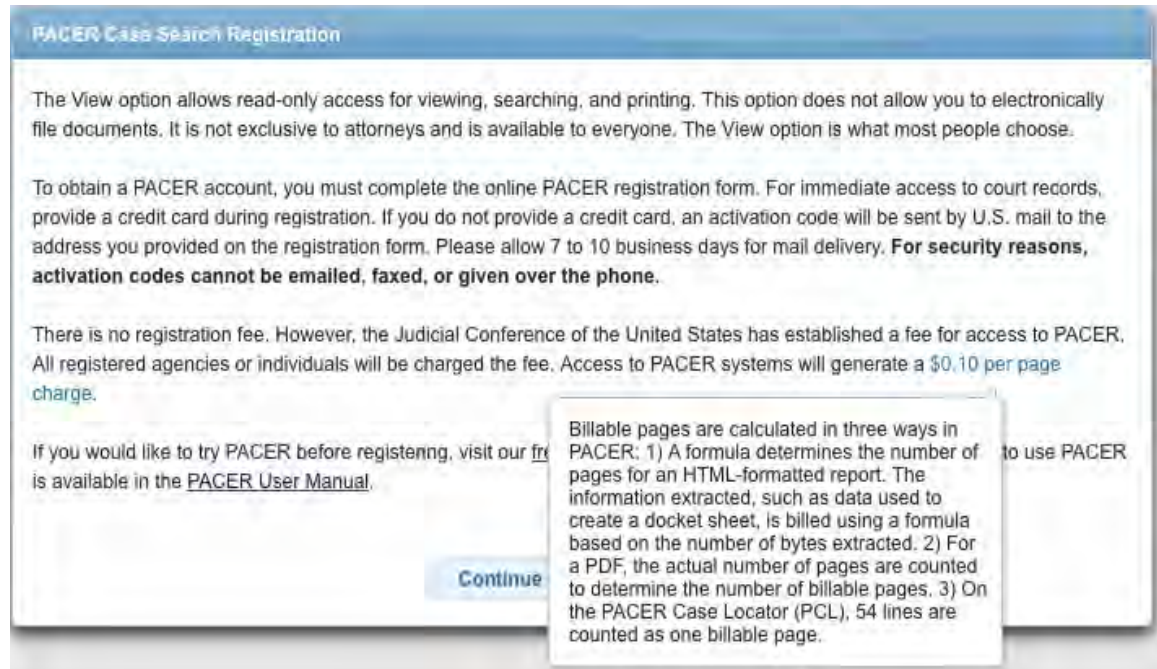 PACER Case Search Registration
The View option allows read-only access for viewing, searching, and printing. This option does not allow you to electronically
file documents. It is not exclusive to attorneys and is available to everyone. The View option is what most people choose.
To obtain a PACER account, you must complete the online PACER registration form. For immediate access to court records,
provide a credit card during registration. If you do not provide a credit card, an activation code will be sent by U.S. mail to the
address you provided on the registration form. Please allow 7 to 10 business days for mail delivery. For security reasons,
activation codes cannot be emailed, faxed, or given over the phone.
There is no registration fee. However, the Judicial Conference of the United States has established a fee for access to PACER.
All registered agencies or individuals will be charged the fee. Access to PACER systems will generate a $0.10 per page
charge.
If you would like to try PACER before registering, visit our to use PACER
is available in the PACER User Manual.
Continue
Billable pages are calculated in three ways in
PACER: 1) A formula determines the number of
pages for an HTML-formatted report. The
information extracted, such as data used to
create a docket sheet, is billed using a formula
based on the number of bytes extracted. 2) For
a PDF, the actual number of pages are counted
to determine the number of billable pages. 3) On
the PACER Case Locator (PCL), 54 lines are
counted as one billable page.